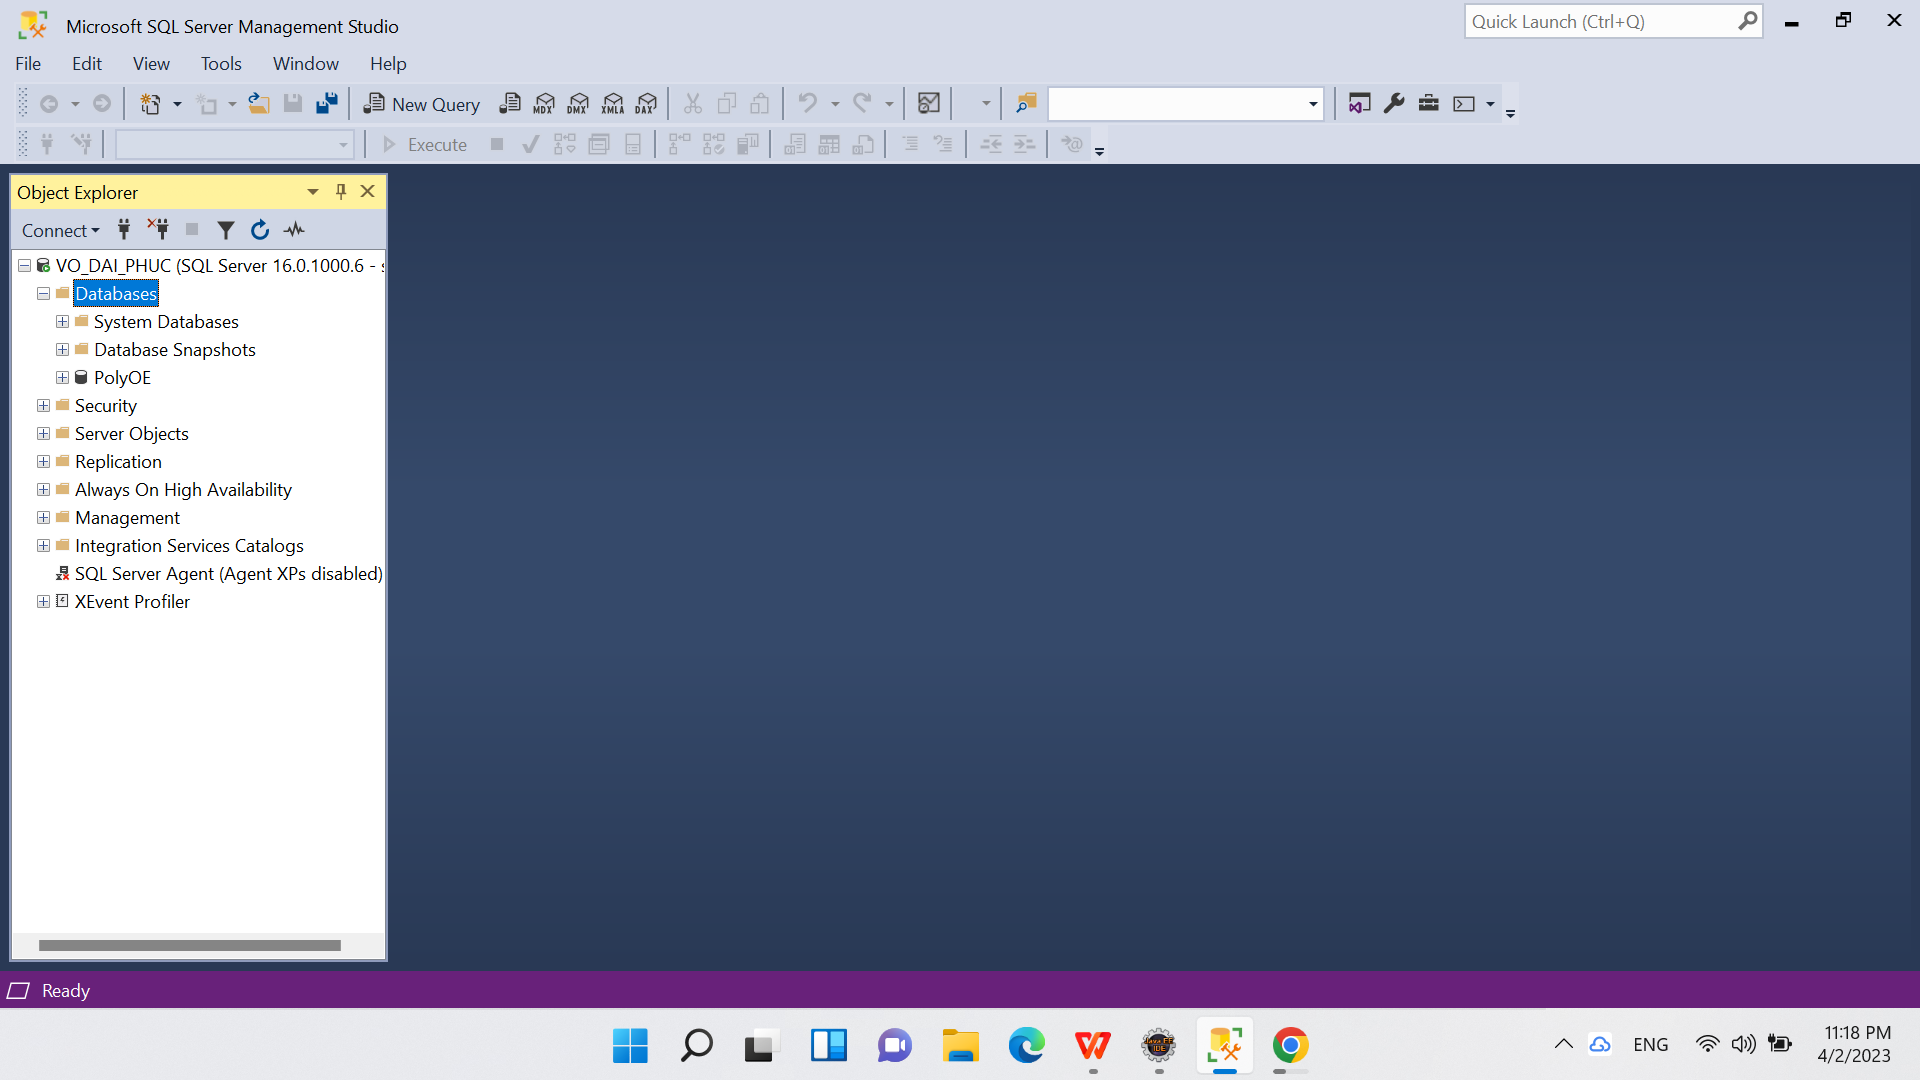 Microsoft SQL Server Management Studio
Quick Launch (Ctrl+Q)
File Edit View Tools Window Help
New Query MDX DMX XMLA DAX
Execute
Object Explorer
Connect
VO_DAI_PHUC (SQL Server 16.0.1000.6 - s
Databases
System Databases
Database Snapshots
PolyOE
Security
Server Objects
Replication
Always On High Availability
Management
Integration Services Catalogs
SQL Server Agent (Agent XPs disabled)
XEvent Profiler
Ready
Java EE
IDE
ENG
11:18 PM
4/2/2023